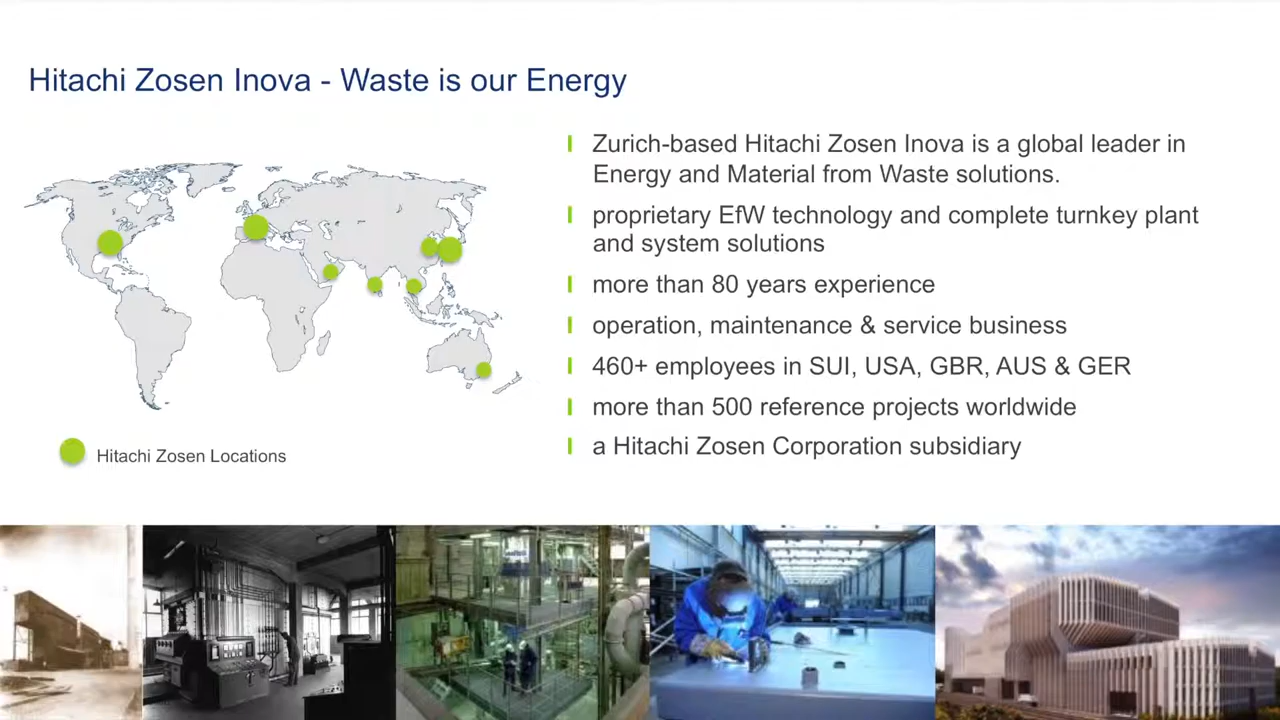 Hitachi Zosen Inova - Waste is our Energy
Zurich-based Hitachi Zosen Inova is a global leader in
Energy and Material from Waste solutions.
proprietary EfW technology and complete turnkey plant
and system solutions
more than 80 years experience
operation, maintenance & service business
460+ employees in SUI, USA, GBR, AUS & GER
more than 500 reference projects worldwide
a Hitachi Zosen Corporation subsidiary
Hitachi Zosen Locations